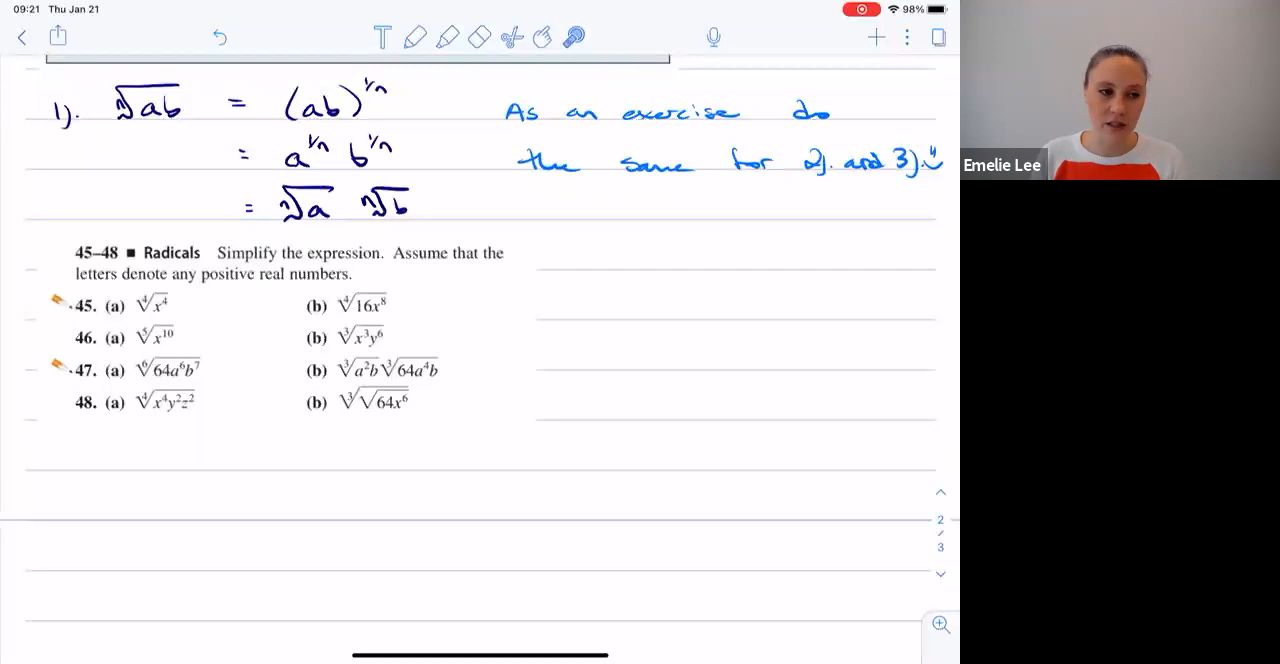 09:21 Thu Jan 21
98%
1). ⁿ√ab = (ab)^1/n
= a^1/n b^1/n
= ⁿ√a ⁿ√b
As an exercise do
the same for 2). and 3).
Emelie Lee
45–48 ■ Radicals Simplify the expression. Assume that the
letters denote any positive real numbers.
45. (a) ⁴√x⁴ (b) ⁴√16x⁸
46. (a) ⁵√x¹⁰ (b) ³√x³y⁶
47. (a) ⁶√64a⁶b⁷ (b) ³√a²b ³√64a⁴b
48. (a) ⁴√x⁴y²z² (b) ³√√64x⁶
2
/
3